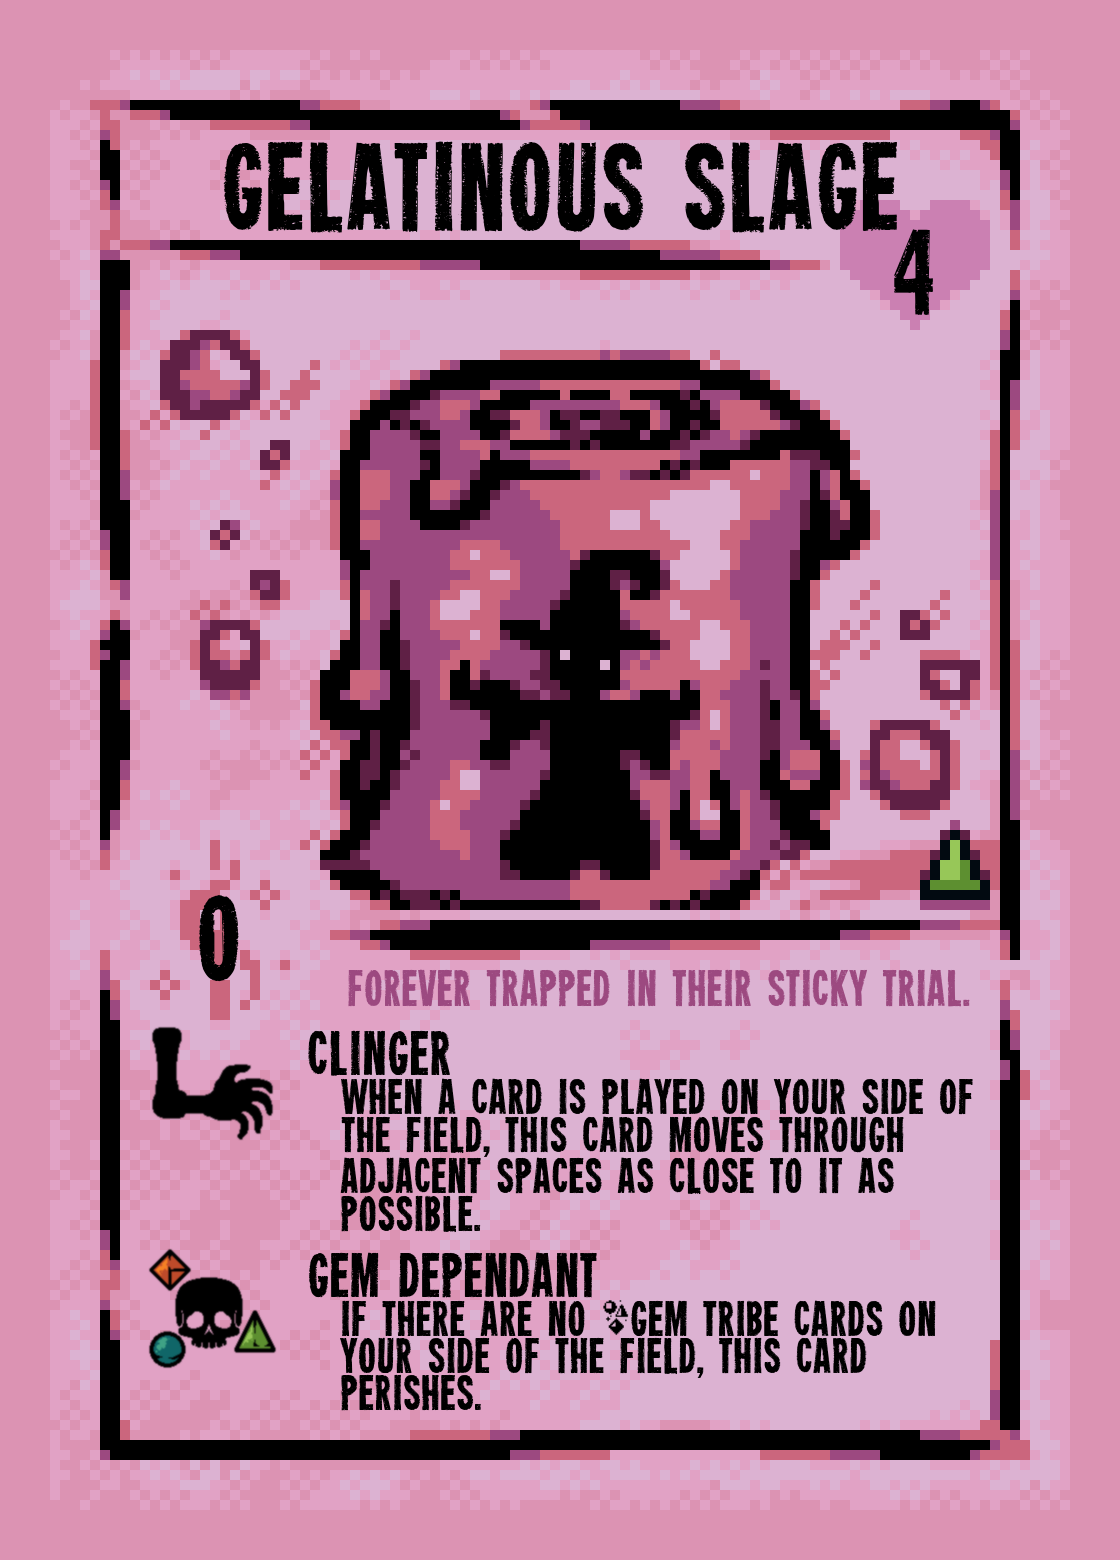 GELATINOUS SLAGE
4
0
FOREVER TRAPPED IN THEIR STICKY TRIAL.
CLINGER
WHEN A CARD IS PLAYED ON YOUR SIDE OF
THE FIELD, THIS CARD MOVES THROUGH
ADJACENT SPACES AS CLOSE TO IT AS
POSSIBLE.
GEM DEPENDANT
IF THERE ARE NO GEM TRIBE CARDS ON
YOUR SIDE OF THE FIELD, THIS CARD
PERISHES.